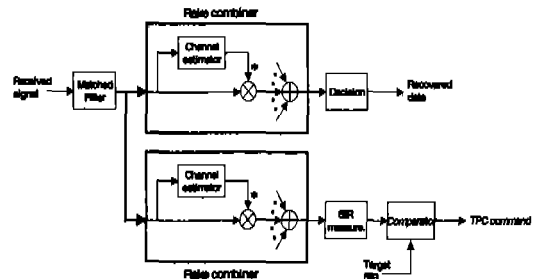 Rake combiner
Channel
estimator
*
Received
signal
Matched
Filter
Decision
Recovered
data
Channel
estimator
*
SIR
measure.
Comparator
TPC command
Target
Rake combiner